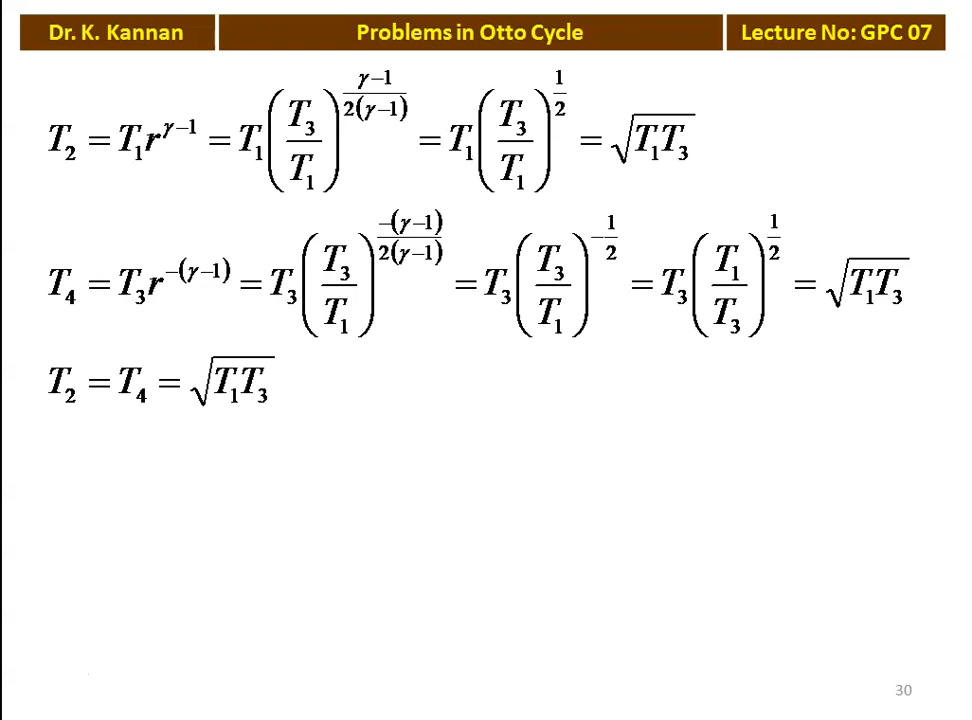 Dr. K. Kannan
Problems in Otto Cycle
Lecture No: GPC 07
T₂ = T₁r^(γ−1) = T₁(T₃/T₁)^((γ−1)/(2(γ−1))) = T₁(T₃/T₁)^(1/2) = √(T₁T₃)
T₄ = T₃r^(−(γ−1)) = T₃(T₃/T₁)^(−(γ−1)/(2(γ−1))) = T₃(T₃/T₁)^(−1/2) = T₃(T₁/T₃)^(1/2) = √(T₁T₃)
T₂ = T₄ = √(T₁T₃)
30